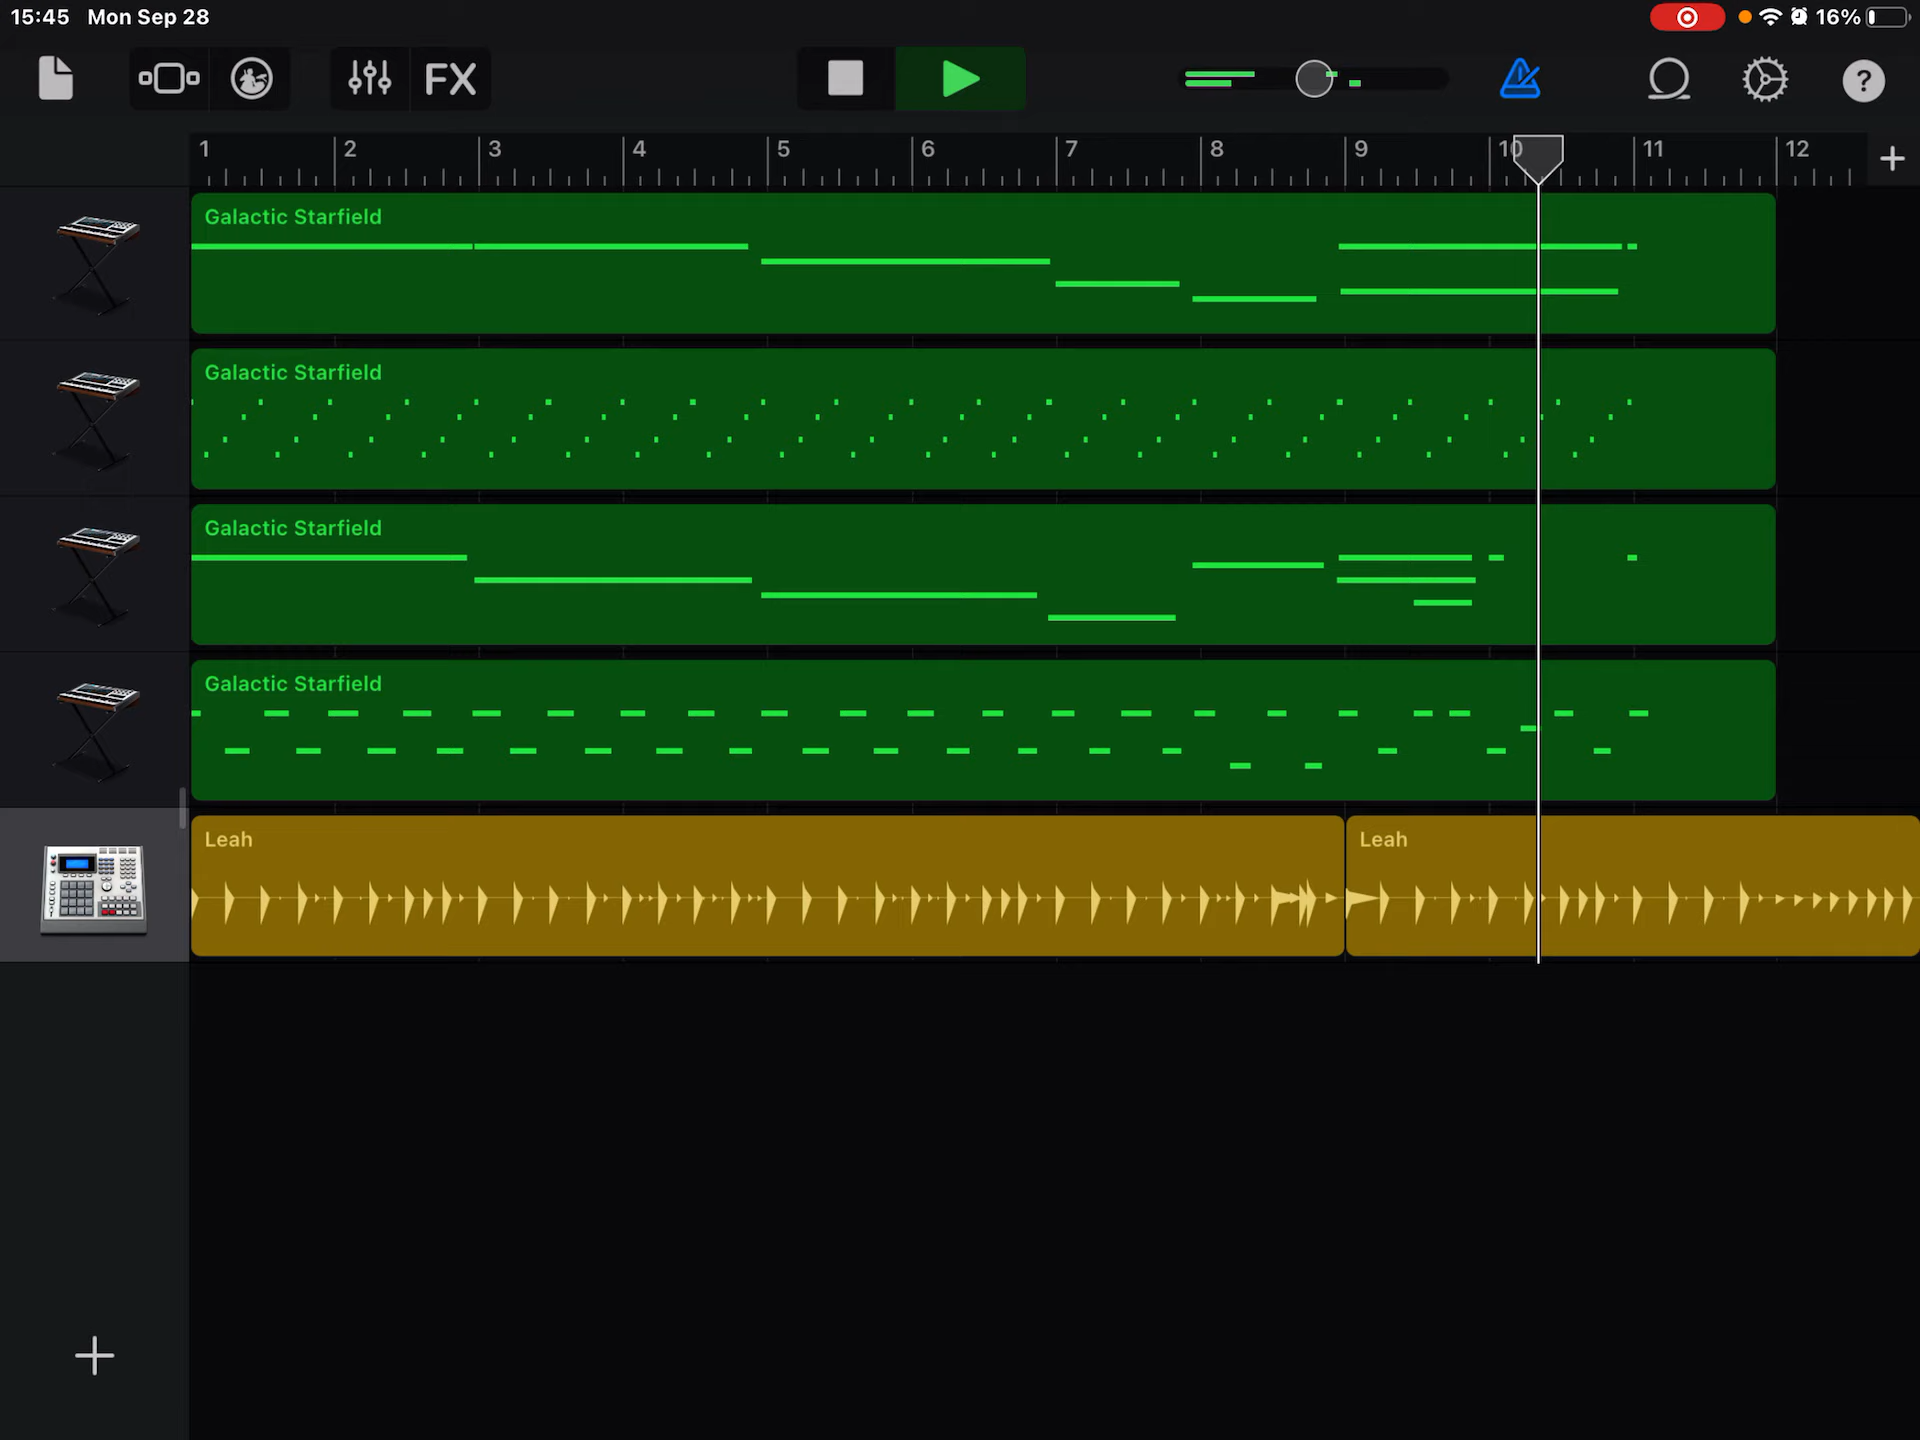 15:45 Mon Sep 28 16%
FX ?
1 2 3 4 5 6 7 8 9 10 11 12 +
Galactic Starfield
Galactic Starfield
Galactic Starfield
Galactic Starfield
Leah Leah